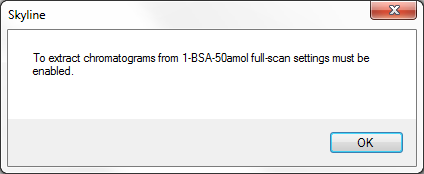 Skyline
To extract chromatograms from 1-BSA-50amol full-scan settings must be
enabled.
OK